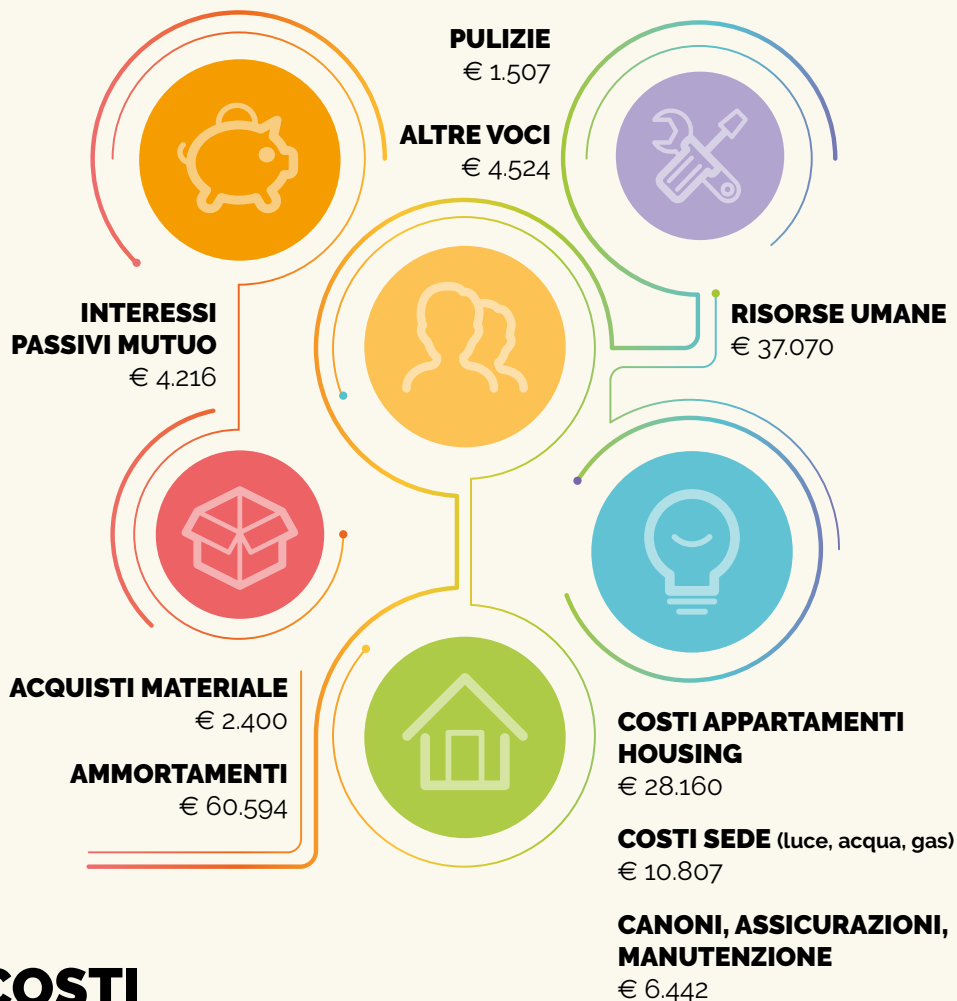 PULIZIE
€ 1.507
ALTRE VOCI
€ 4.524
INTERESSI
PASSIVI MUTUO
€ 4.216
RISORSE UMANE
€ 37.070
ACQUISTI MATERIALE
€ 2.400
AMMORTAMENTI
€ 60.594
COSTI APPARTAMENTI
HOUSING
€ 28.160
COSTI SEDE (luce, acqua, gas)
€ 10.807
CANONI, ASSICURAZIONI,
MANUTENZIONE
€ 6.442
COSTI